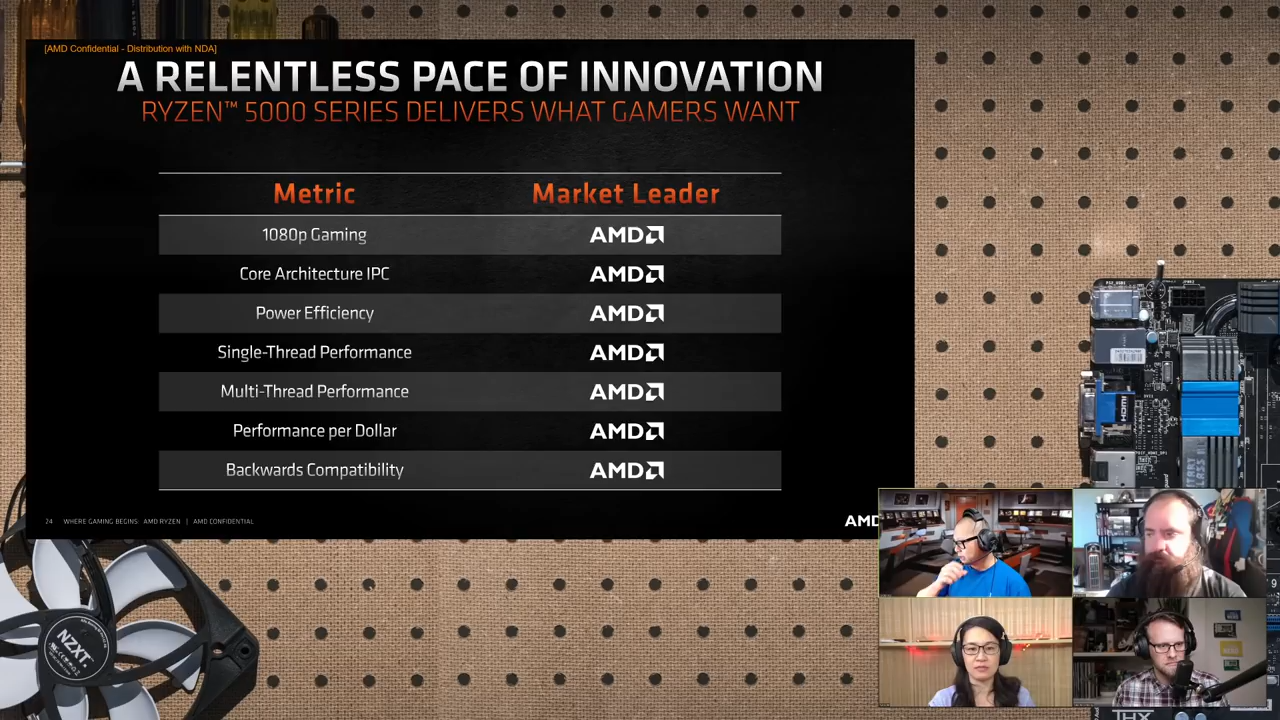 [AMD Confidential - Distribution with NDA]
A RELENTLESS PACE OF INNOVATION
RYZEN™ 5000 SERIES DELIVERS WHAT GAMERS WANT
Metric Market Leader
1080p Gaming AMD
Core Architecture IPC AMD
Power Efficiency AMD
Single-Thread Performance AMD
Multi-Thread Performance AMD
Performance per Dollar AMD
Backwards Compatibility AMD
24 WHERE GAMING BEGINS: AMD RYZEN | AMD CONFIDENTIAL
AMD
HDMI
NZXT.
THX